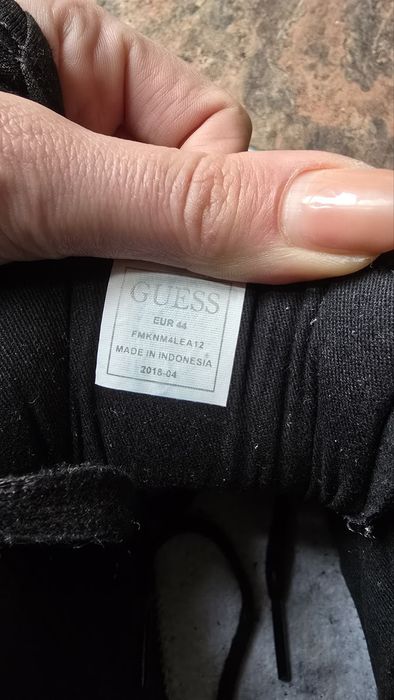 GUESS
EUR 44
FMKNM4LEA12
MADE IN INDONESIA
2018-04